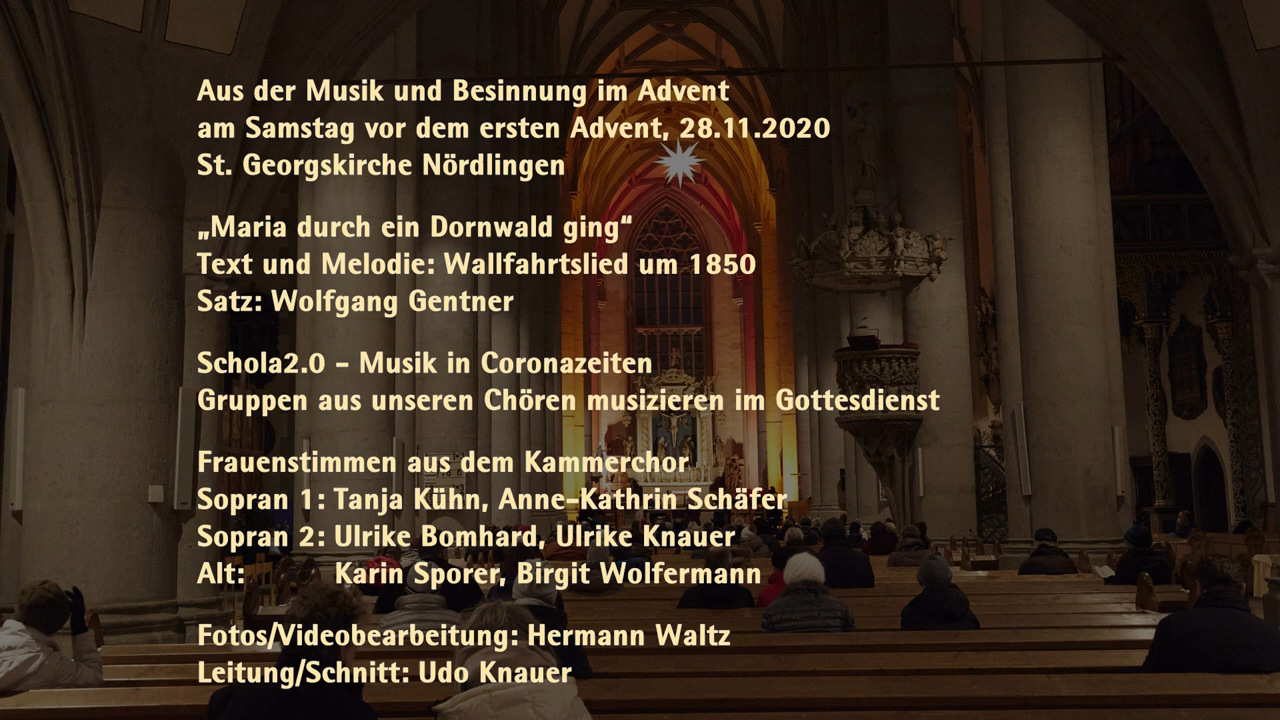 Aus der Musik und Besinnung im Advent
am Samstag vor dem ersten Advent, 28.11.2020
St. Georgskirche Nördlingen
„Maria durch ein Dornwald ging“
Text und Melodie: Wallfahrtslied um 1850
Satz: Wolfgang Gentner
Schola2.0 – Musik in Coronazeiten
Gruppen aus unseren Chören musizieren im Gottesdienst
Frauenstimmen aus dem Kammerchor
Sopran 1: Tanja Kühn, Anne-Kathrin Schäfer
Sopran 2: Ulrike Bomhard, Ulrike Knauer
Alt: Karin Sporer, Birgit Wolfermann
Fotos/Videobearbeitung: Hermann Waltz
Leitung/Schnitt: Udo Knauer